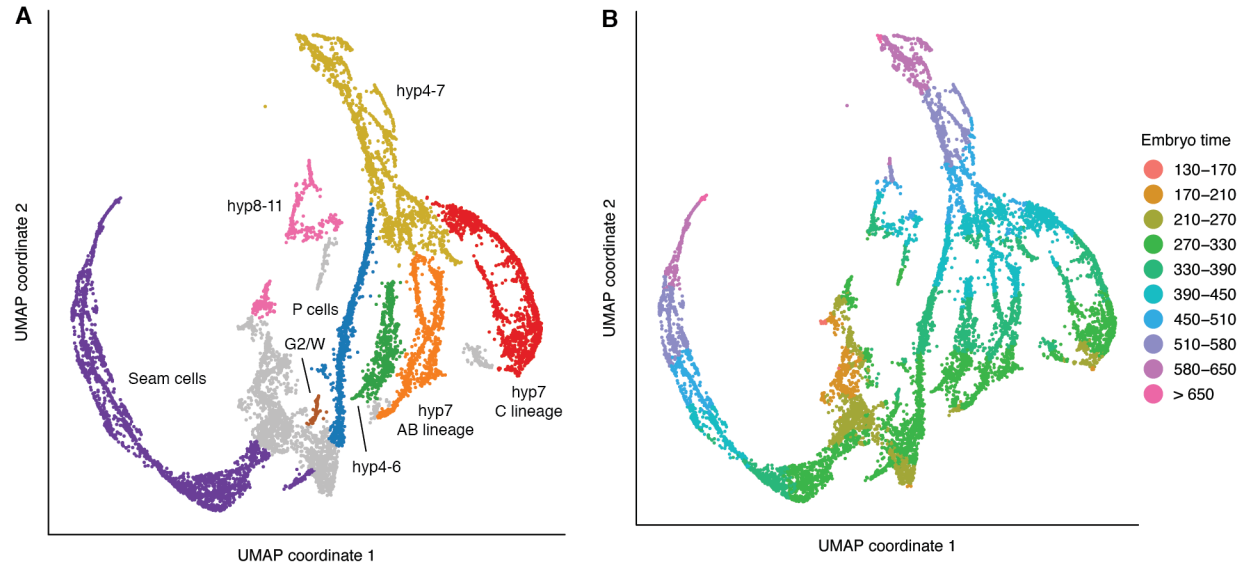 A
hyp4-7
hyp8-11
P cells
G2/W
Seam cells
hyp7
C lineage
hyp7
AB lineage
hyp4-6
UMAP coordinate 2
UMAP coordinate 1
B
UMAP coordinate 2
UMAP coordinate 1
Embryo time
130–170
170–210
210–270
270–330
330–390
390–450
450–510
510–580
580–650
> 650